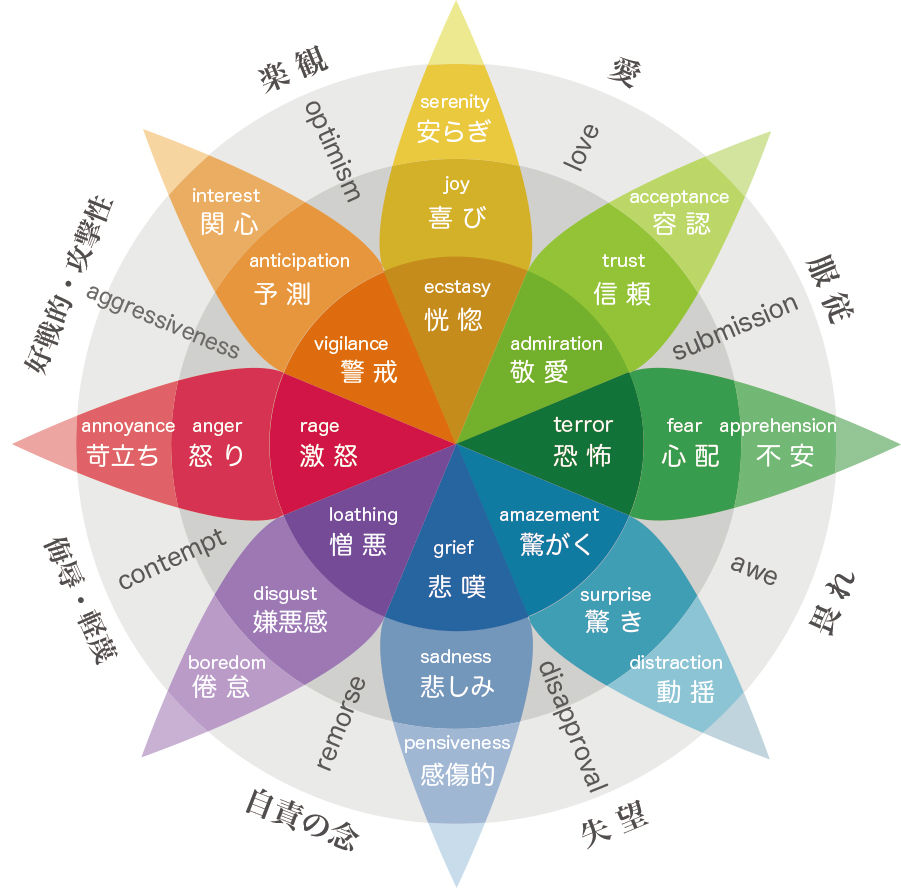 楽観
愛
optimism
love
serenity
安らぎ
joy
喜び
ecstasy
恍惚
interest
関心
anticipation
予測
vigilance
警戒
acceptance
容認
trust
信頼
admiration
敬愛
好戦的・攻撃性
aggressiveness
服従
submission
annoyance
苛立ち
anger
怒り
rage
激怒
terror
恐怖
fear
心配
apprehension
不安
loathing
憎悪
disgust
嫌悪感
boredom
倦怠
grief
悲嘆
sadness
悲しみ
pensiveness
感傷的
amazement
驚がく
surprise
驚き
distraction
動揺
contempt
侮辱・軽蔑
awe
畏れ
remorse
自責の念
disapproval
失望